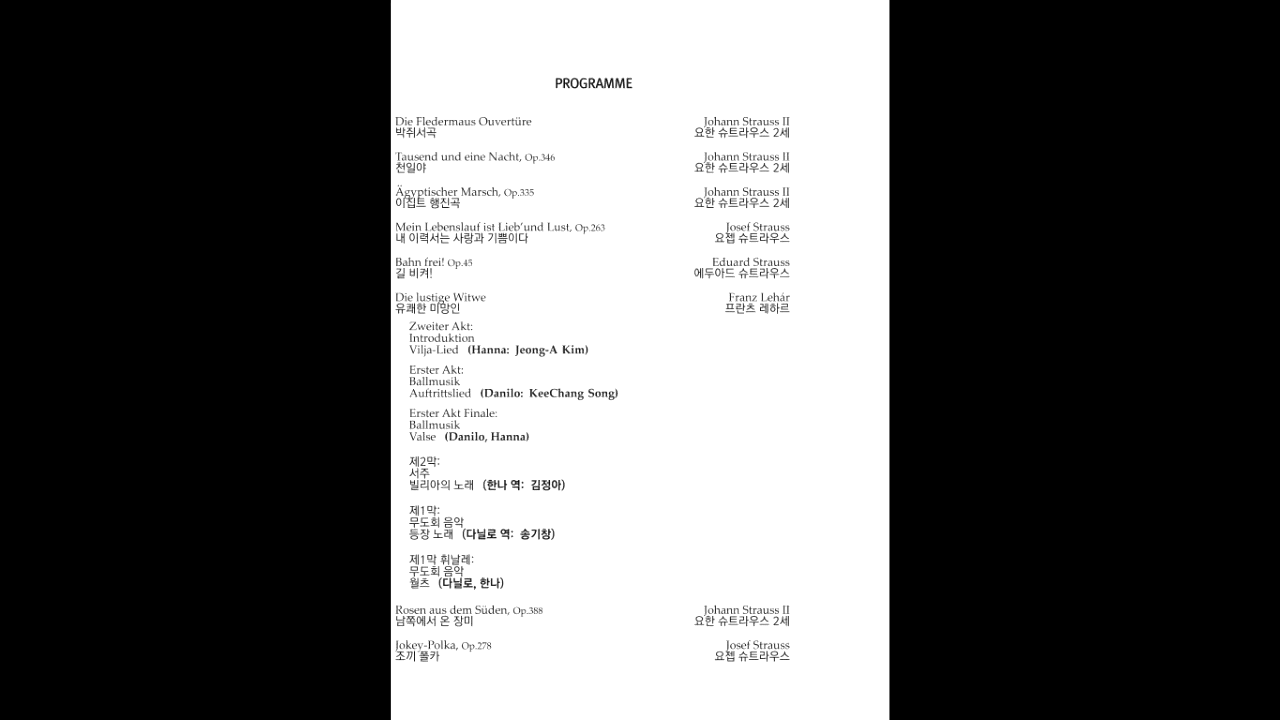 PROGRAMME
Die Fledermaus Ouvertüre Johann Strauss II
박쥐서곡 요한 슈트라우스 2세
Tausend und eine Nacht, Op.346 Johann Strauss II
천일야 요한 슈트라우스 2세
Ägyptischer Marsch, Op.335 Johann Strauss II
이집트 행진곡 요한 슈트라우스 2세
Mein Lebenslauf ist Lieb'und Lust, Op.263 Josef Strauss
내 이력서는 사랑과 기쁨이다 요젭 슈트라우스
Bahn frei! Op.45 Eduard Strauss
길 비켜! 에두아드 슈트라우스
Die lustige Witwe Franz Lehár
유쾌한 미망인 프란츠 레하르
Zweiter Akt:
Introduktion
Vilja-Lied (Hanna: Jeong-A Kim)
Erster Akt:
Ballmusik
Auftrittslied (Danilo: KeeChang Song)
Erster Akt Finale:
Ballmusik
Valse (Danilo, Hanna)
제2막:
서주
빌리아의 노래 (한나 역: 김정아)
제1막:
무도회 음악
등장 노래 (다닐로 역: 송기창)
제1막 휘날레:
무도회 음악
월츠 (다닐로, 한나)
Rosen aus dem Süden, Op.388 Johann Strauss II
남쪽에서 온 장미 요한 슈트라우스 2세
Jokey-Polka, Op.278 Josef Strauss
조끼 폴카 요젭 슈트라우스